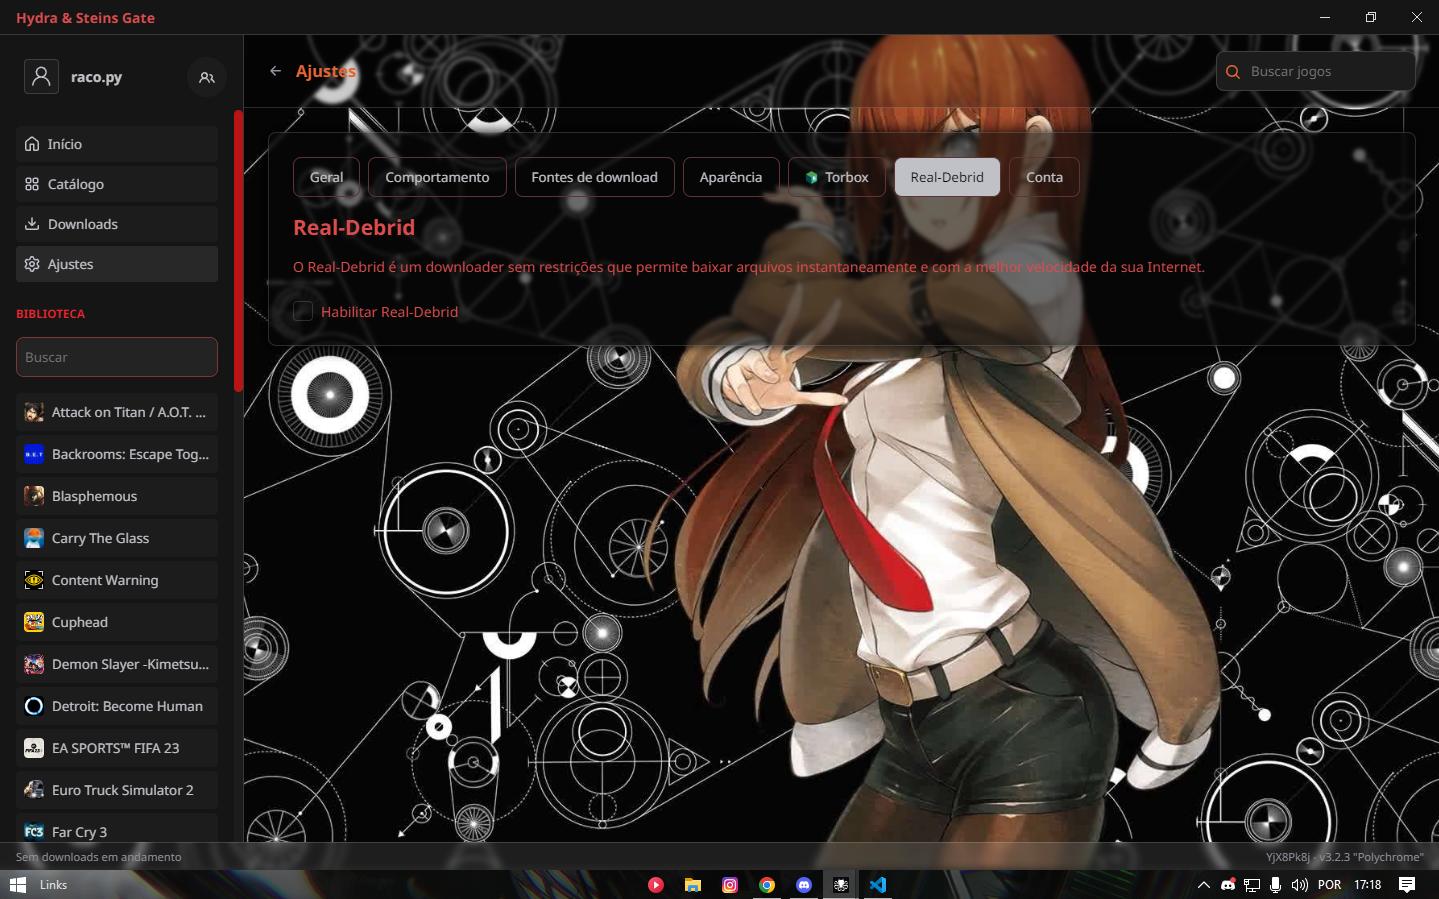 Hydra & Steins Gate
raco.py
Ajustes
Buscar jogos
Início
Catálogo
Downloads
Ajustes
BIBLIOTECA
Buscar
Attack on Titan / A.O.T. ...
Backrooms: Escape Tog...
Blasphemous
Carry The Glass
Content Warning
Cuphead
Demon Slayer -Kimetsu...
Detroit: Become Human
EA SPORTS™ FIFA 23
Euro Truck Simulator 2
FC3 Far Cry 3
Geral Comportamento Fontes de download Aparência Torbox Real-Debrid Conta
Real-Debrid
O Real-Debrid é um downloader sem restrições que permite baixar arquivos instantaneamente e com a melhor velocidade da sua Internet.
Habilitar Real-Debrid
Sem downloads em andamento
YjX8Pk8j - v3.2.3 "Polychrome"
Links
POR 17:18